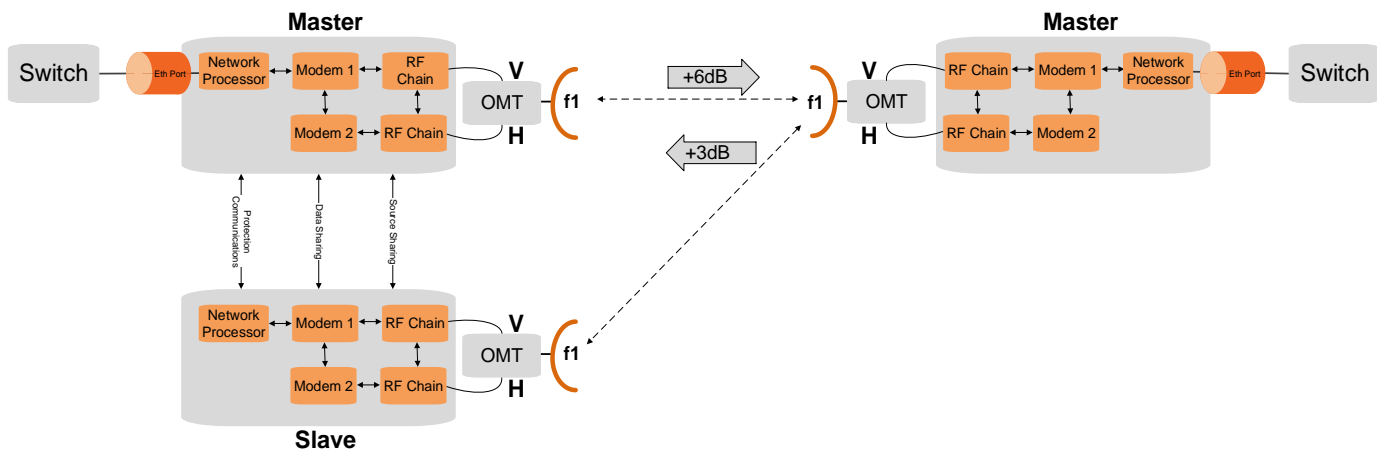 Master
Master
Switch
Eth Port
Network
Processor
Modem 1
RF
Chain
Modem 2
RF Chain
V
OMT
H
f1
+6dB
+3dB
f1
V
OMT
H
RF Chain
Modem 1
Network
Processor
RF Chain
Modem 2
Eth Port
Switch
Protection
Communications
Data Sharing
Source Sharing
Network
Processor
Modem 1
RF Chain
Modem 2
RF Chain
V
OMT
H
f1
Slave